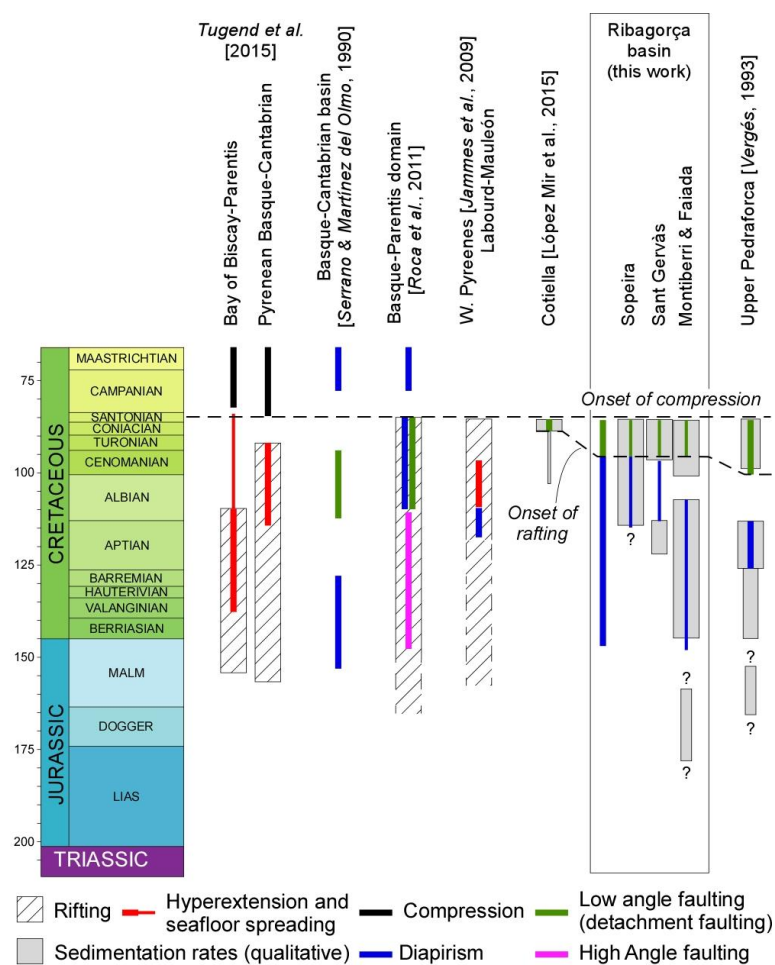 Tugend et al.
[2015]
Bay of Biscay-Parentis
Pyrenean Basque-Cantabrian
Basque-Cantabrian basin
[Serrano & Martínez del Olmo, 1990]
Basque-Parentis domain
[Roca et al., 2011]
W. Pyreenes [Jammes et al., 2009]
Labourd-Mauleón
Cotiella [López Mir et al., 2015]
Ribagorça
basin
(this work)
Sopeira
Sant Gervàs
Montiberri & Faiada
Upper Pedraforca [Vergés, 1993]
CRETACEOUS
JURASSIC
TRIASSIC
MAASTRICHTIAN
75
CAMPANIAN
Onset of compression
SANTONIAN
CONIACIAN
TURONIAN
CENOMANIAN
100
ALBIAN
Onset of
rafting
?
APTIAN
125
BARREMIAN
HAUTERIVIAN
VALANGINIAN
BERRIASIAN
150
?
?
MALM
DOGGER
?
175
?
LIAS
200
Rifting
Hyperextension and
seafloor spreading
Compression
Low angle faulting
(detachment faulting)
Sedimentation rates (qualitative)
Diapirism
High Angle faulting